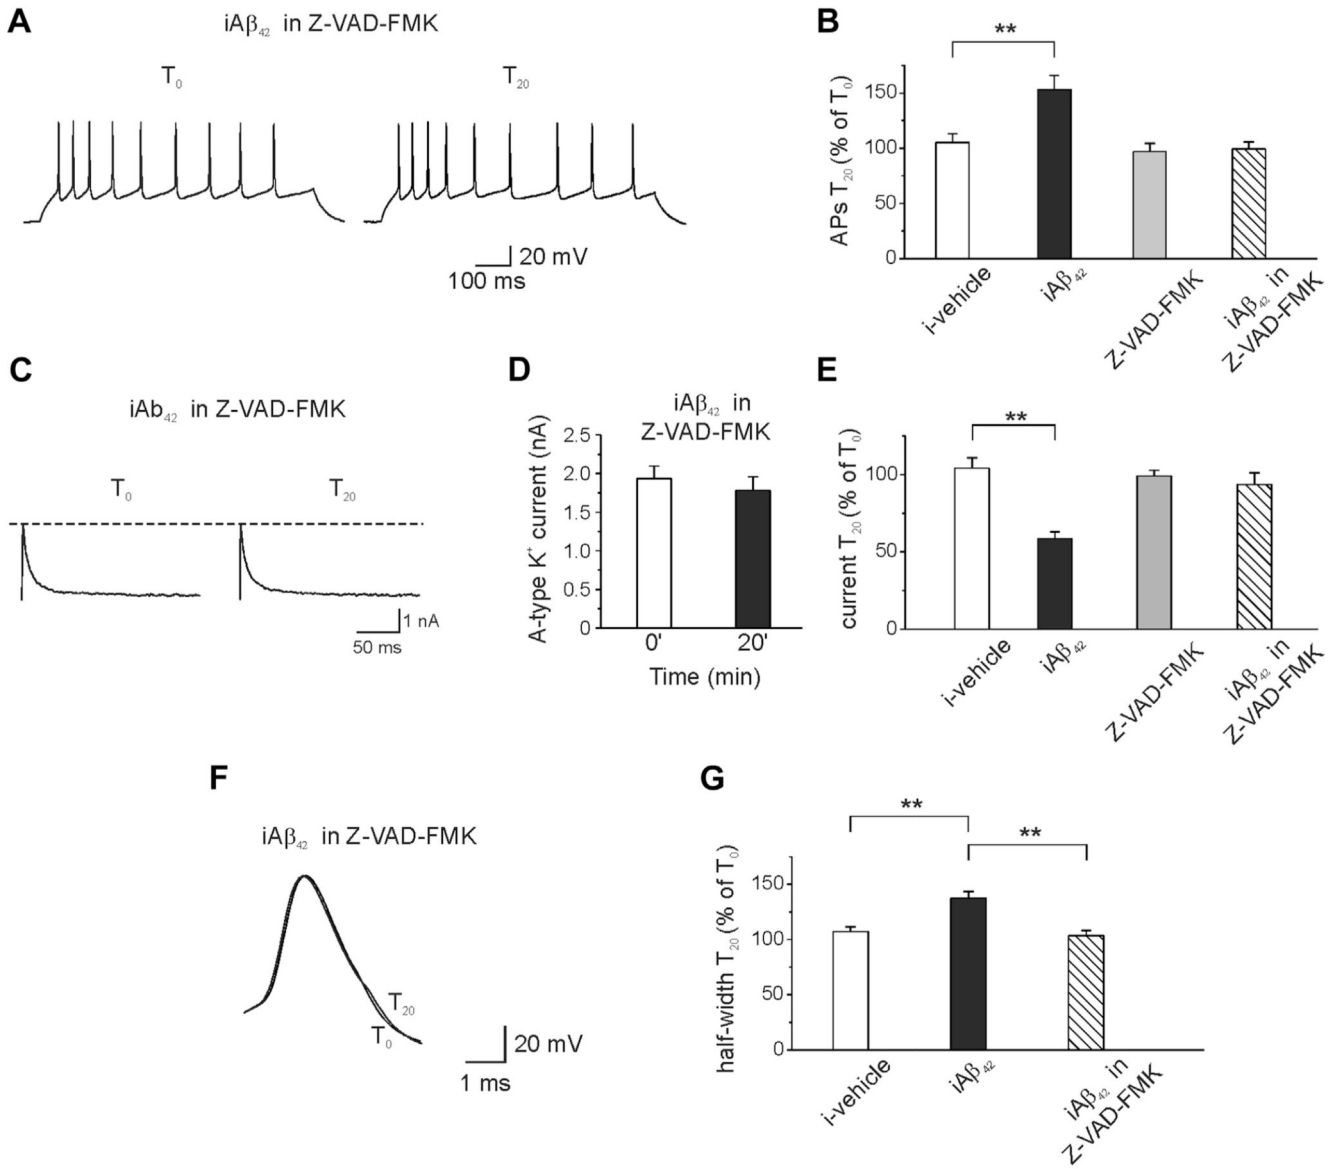 A
iAβ42 in Z-VAD-FMK
T0
T20
20 mV
100 ms
B
**
APs T20 (% of T0)
150
100
50
0
i-vehicle
iAβ42
Z-VAD-FMK
iAβ42 in
Z-VAD-FMK
C
iAb42 in Z-VAD-FMK
T0
T20
1 nA
50 ms
D
iAβ42 in
Z-VAD-FMK
A-type K+ current (nA)
2.5
2.0
1.5
1.0
0.5
0
0'
20'
Time (min)
E
**
current T20 (% of T0)
100
50
0
i-vehicle
iAβ42
Z-VAD-FMK
iAβ42 in
Z-VAD-FMK
F
iAβ42 in Z-VAD-FMK
T20
T0
20 mV
1 ms
G
**
**
half-width T20 (% of T0)
150
100
50
0
i-vehicle
iAβ42
iAβ42 in
Z-VAD-FMK